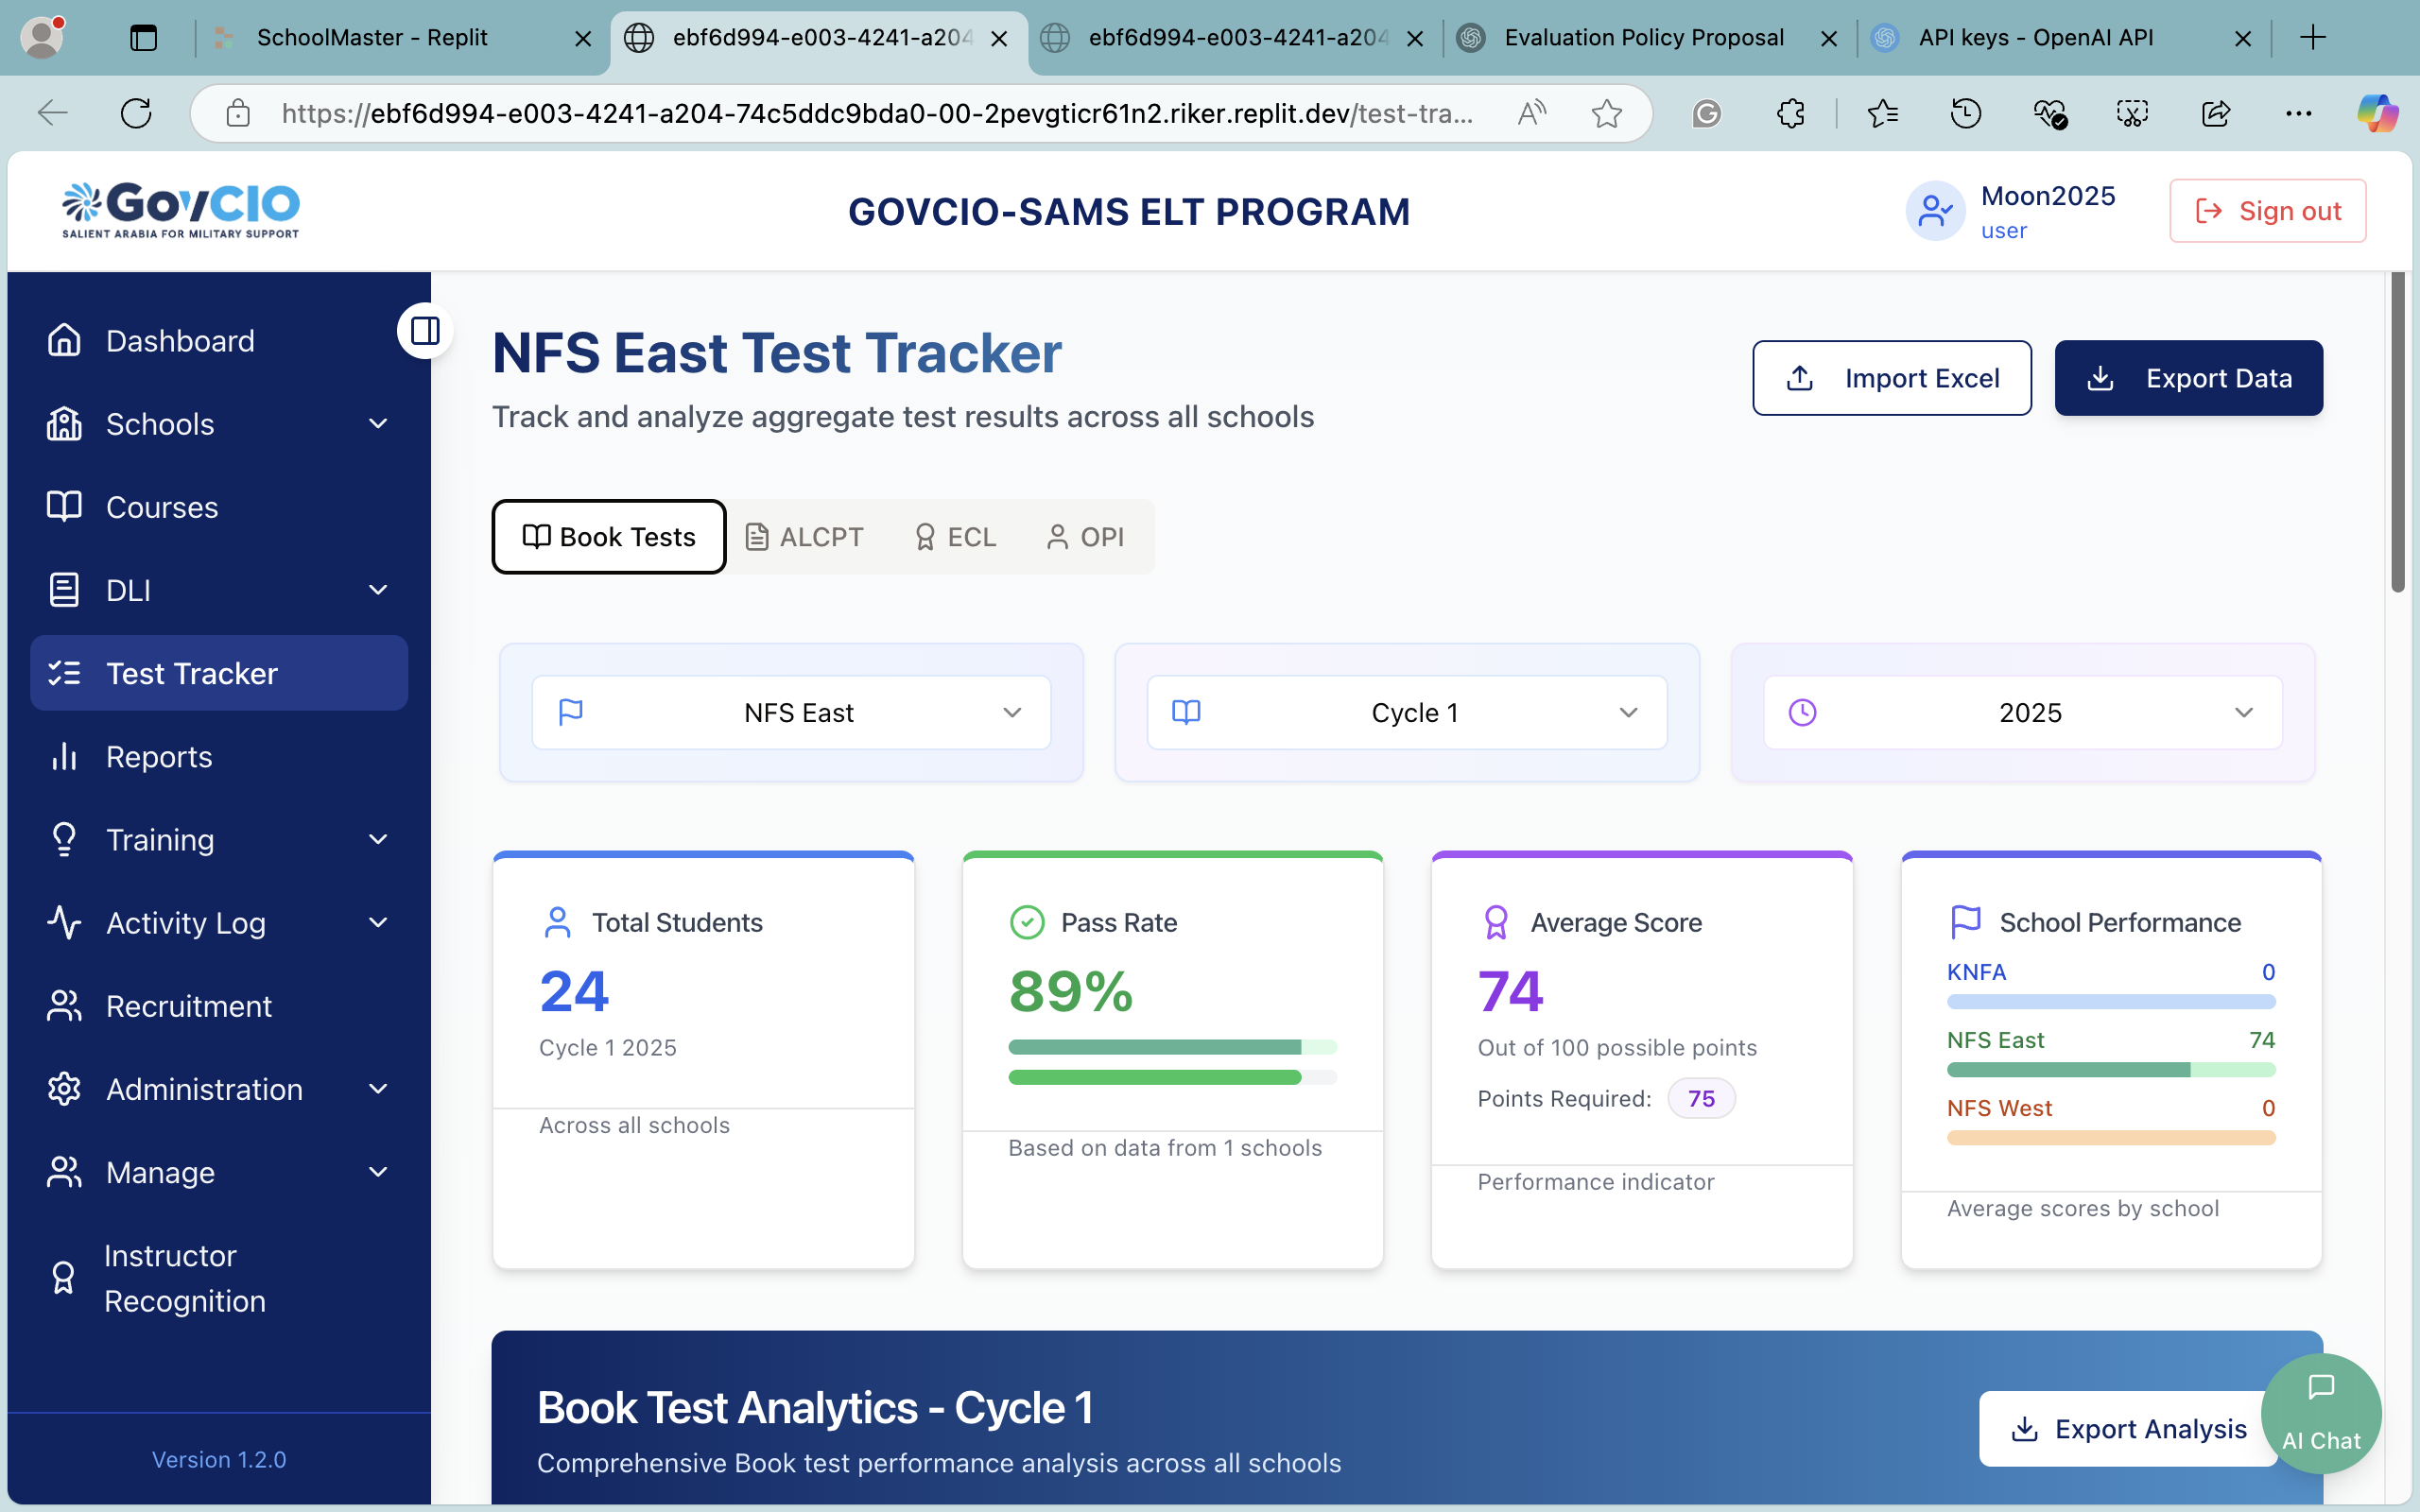 SchoolMaster - Replit
ebf6d994-e003-4241-a204
ebf6d994-e003-4241-a204
Evaluation Policy Proposal
API keys - OpenAI API
https://ebf6d994-e003-4241-a204-74c5ddc9bda0-00-2pevgticr61n2.riker.replit.dev/test-tra...
GovCIO
SALIENT ARABIA FOR MILITARY SUPPORT
GOVCIO-SAMS ELT PROGRAM
Moon2025
user
Sign out
Dashboard
Schools
Courses
DLI
Test Tracker
Reports
Training
Activity Log
Recruitment
Administration
Manage
Instructor
Recognition
Version 1.2.0
NFS East Test Tracker
Track and analyze aggregate test results across all schools
Import Excel
Export Data
Book Tests
ALCPT
ECL
OPI
NFS East
Cycle 1
2025
Total Students
24
Cycle 1 2025
Across all schools
Pass Rate
89%
Based on data from 1 schools
Average Score
74
Out of 100 possible points
Points Required: 75
Performance indicator
School Performance
KNFA 0
NFS East 74
NFS West 0
Average scores by school
Book Test Analytics - Cycle 1
Comprehensive Book test performance analysis across all schools
Export Analysis
AI Chat